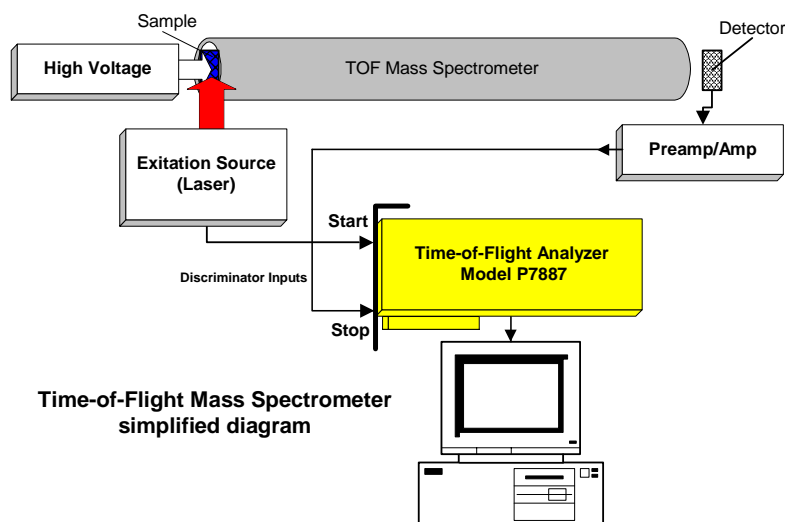 Sample
Detector
High Voltage
TOF Mass Spectrometer
Exitation Source
(Laser)
Preamp/Amp
Start
Time-of-Flight Analyzer
Model P7887
Discriminator Inputs
Stop
Time-of-Flight Mass Spectrometer
simplified diagram